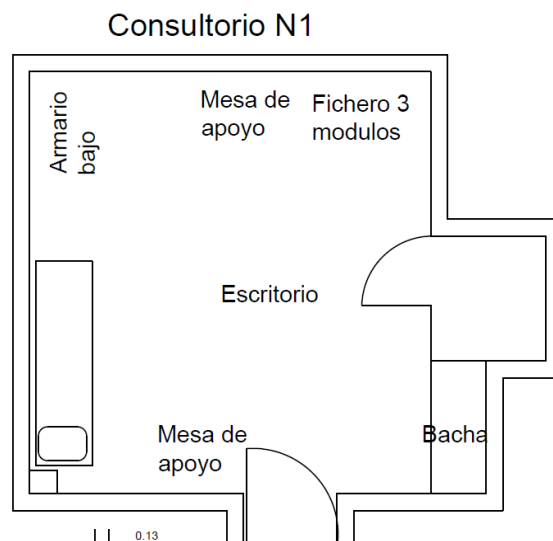 Consultorio N1
Armario
bajo
Mesa de
apoyo
Fichero 3
modulos
Escritorio
Mesa de
apoyo
Bacha
0.13